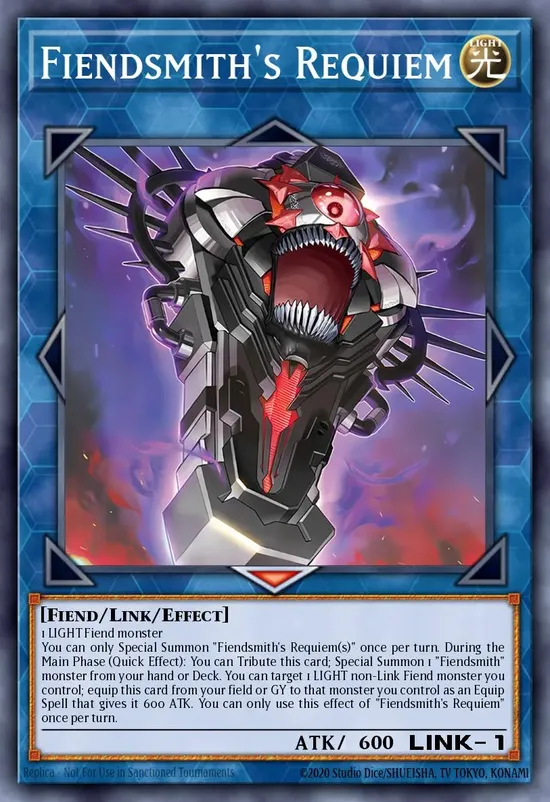 FIENDSMITH'S REQUIEM
LIGHT
光
[FIEND/LINK/EFFECT]
1 LIGHT Fiend monster
You can only Special Summon "Fiendsmith's Requiem(s)" once per turn. During the
Main Phase (Quick Effect): You can Tribute this card; Special Summon 1 "Fiendsmith"
monster from your hand or Deck. You can target 1 LIGHT non-Link Fiend monster you
control; equip this card from your field or GY to that monster you control as an Equip
Spell that gives it 600 ATK. You can only use this effect of "Fiendsmith's Requiem"
once per turn.
ATK/ 600 LINK-1
Replica - Not For Use in Sanctioned Tournaments
©2020 Studio Dice/SHUEISHA, TV TOKYO, KONAMI